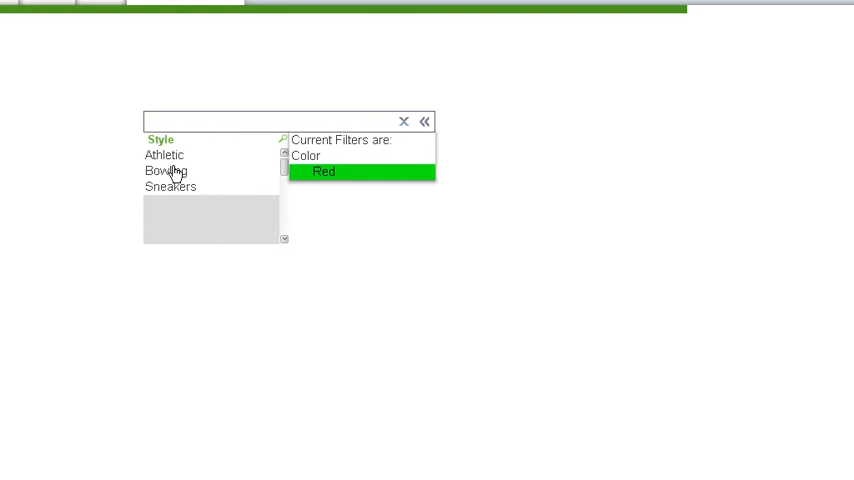 Style
Athletic
Bowling
Sneakers
Current Filters are:
Color
Red